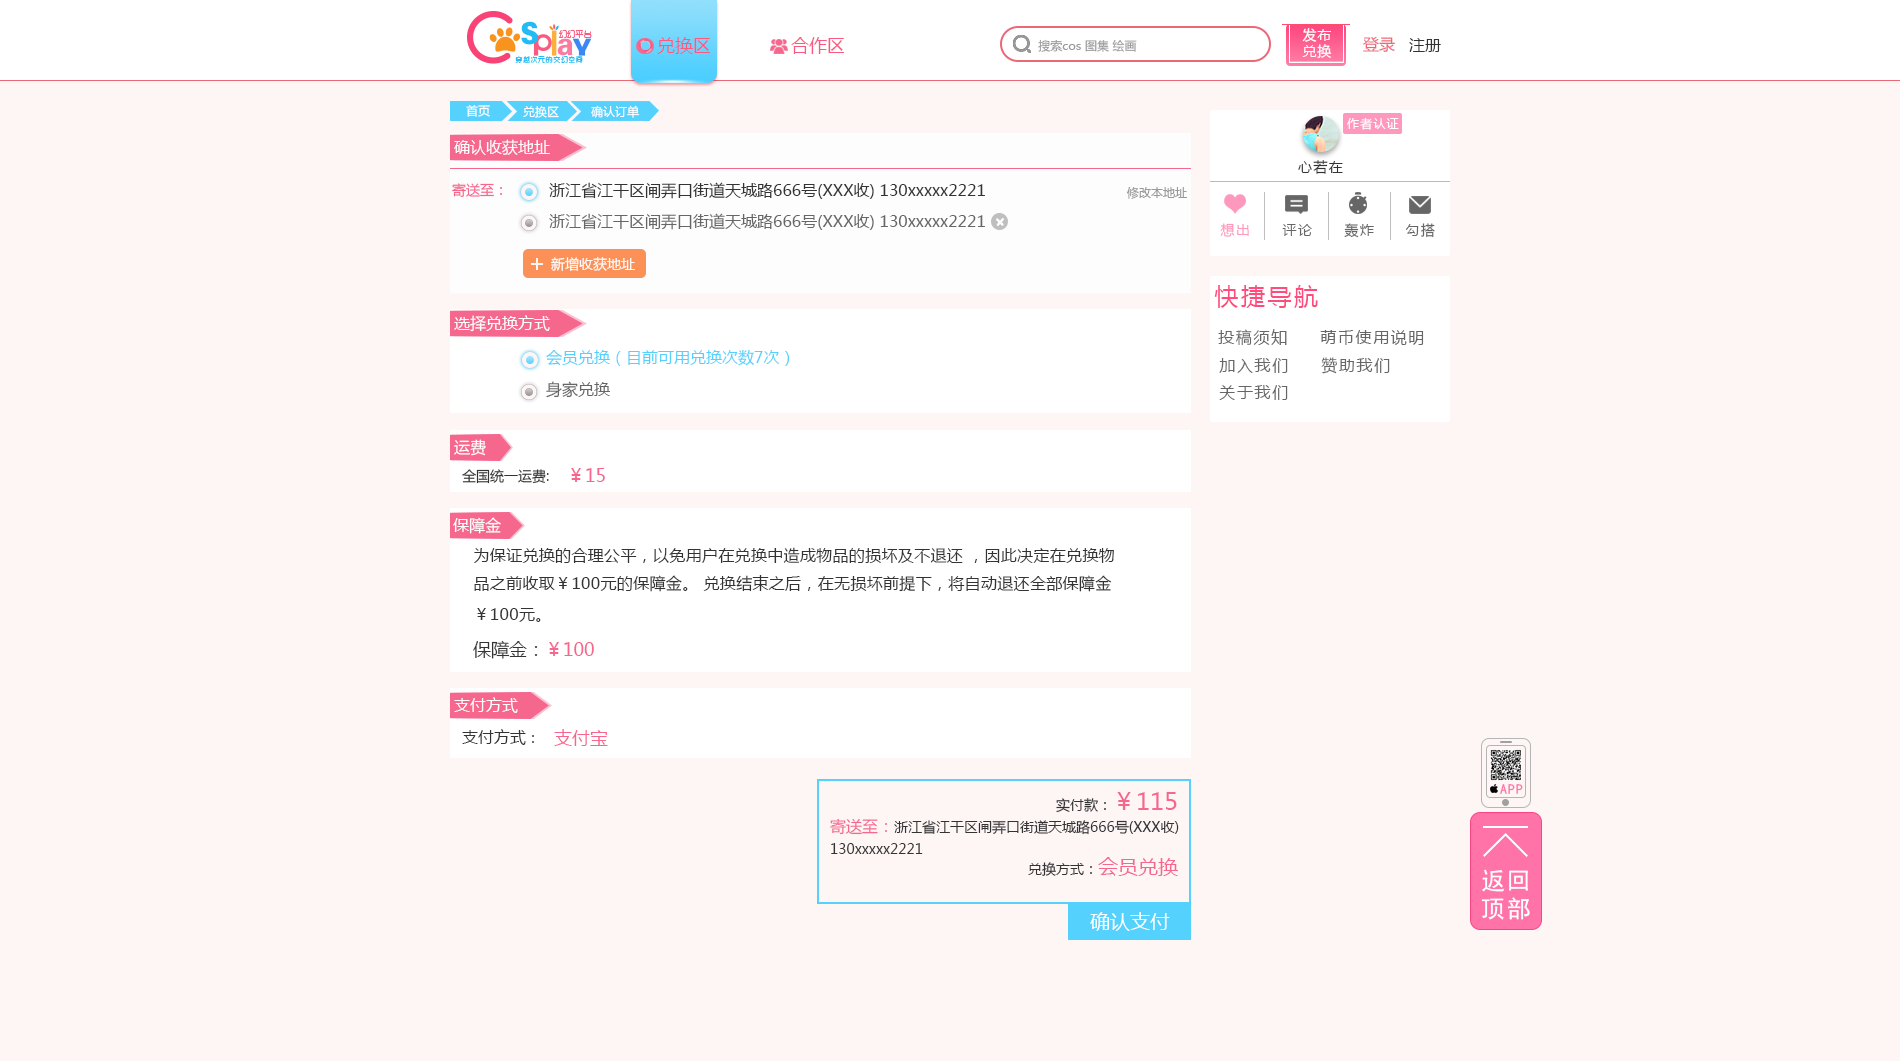 Cosplay 幻幻平台
穿越次元的交幻空间
兑换区
合作区
搜索cos 图集 绘画
发布
兑换
登录
注册
首页
兑换区
确认订单
确认收获地址
寄送至：
浙江省江干区闸弄口街道天城路666号(XXX收) 130xxxxx2221
修改本地址
浙江省江干区闸弄口街道天城路666号(XXX收) 130xxxxx2221
+ 新增收获地址
选择兑换方式
会员兑换（目前可用兑换次数7次）
身家兑换
运费
全国统一运费: ￥15
保障金
为保证兑换的合理公平，以免用户在兑换中造成物品的损坏及不退还 ，因此决定在兑换物
品之前收取￥100元的保障金。 兑换结束之后，在无损坏前提下，将自动退还全部保障金
￥100元。
保障金：￥100
支付方式
支付方式： 支付宝
实付款：￥115
寄送至：浙江省江干区闸弄口街道天城路666号(XXX收)
130xxxxx2221
兑换方式：会员兑换
确认支付
作者认证
心若在
想出
评论
轰炸
勾搭
快捷导航
投稿须知 萌币使用说明
加入我们 赞助我们
关于我们
APP
返回
顶部